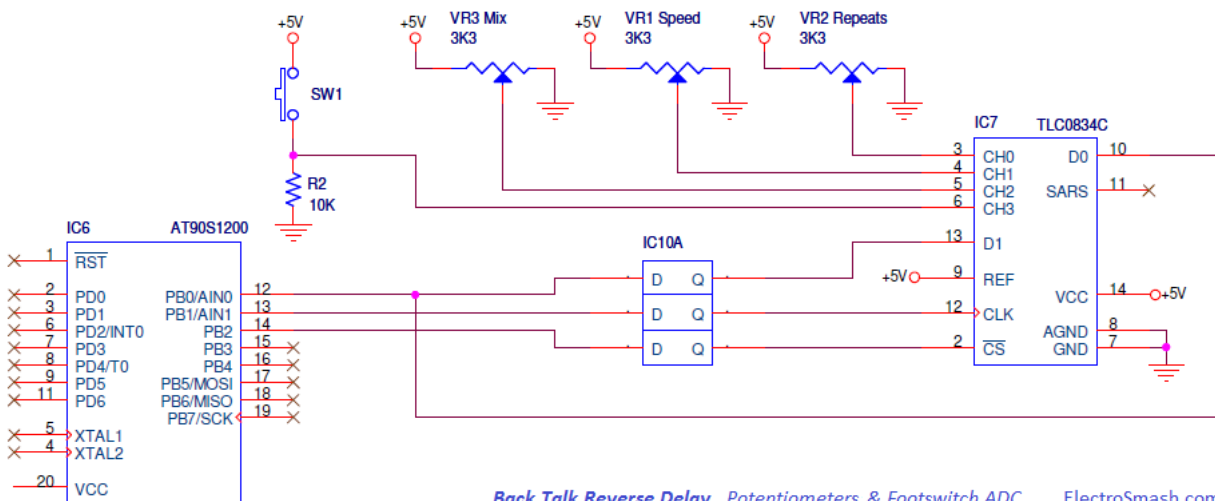 +5V
SW1
R2
10K
+5V
VR3 Mix
3K3
+5V
VR1 Speed
3K3
+5V
VR2 Repeats
3K3
IC6
AT90S1200
1 RST
2 PD0
3 PD1
6 PD2/INT0
7 PD3
8 PD4/T0
9 PD5
11 PD6
5 XTAL1
4 XTAL2
20 VCC
PB0/AIN0 12
PB1/AIN1 13
PB2 14
PB3 15
PB4 16
PB5/MOSI 17
PB6/MISO 18
PB7/SCK 19
IC10A
D Q
D Q
D Q
IC7
TLC0834C
3 CH0
4 CH1
5 CH2
6 CH3
13 D1
+5V 9 REF
12 CLK
2 CS
D0 10
SARS 11
VCC 14 +5V
AGND 8
GND 7
Back Talk Reverse Delay Potentiometers & Footswitch ADC ElectroSmash.com